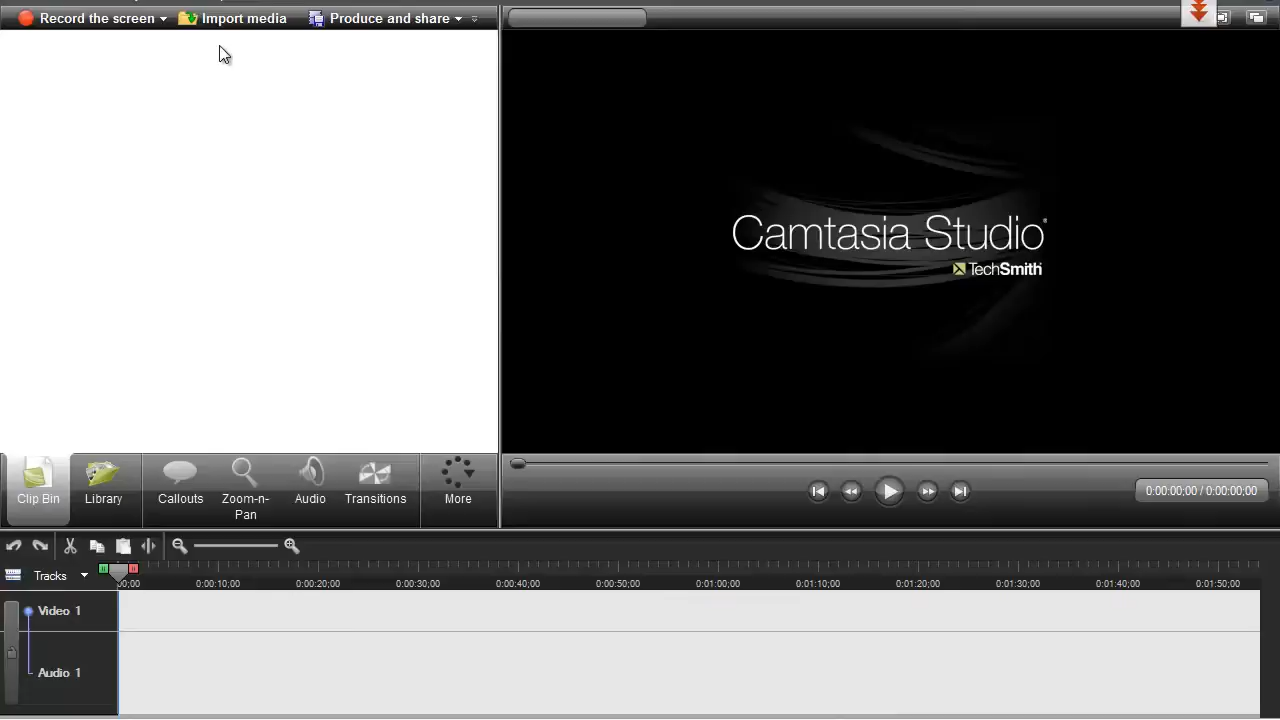 Record the screen Import media Produce and share
Camtasia Studio®
TechSmith
Clip Bin Library Callouts Zoom-n-Pan Audio Transitions More
0:00:00;00 / 0:00:00;00
Tracks 00;00 0:00:10;00 0:00:20;00 0:00:30;00 0:00:40;00 0:00:50;00 0:01:00;00 0:01:10;00 0:01:20;00 0:01:30;00 0:01:40;00 0:01:50;00
Video 1
Audio 1